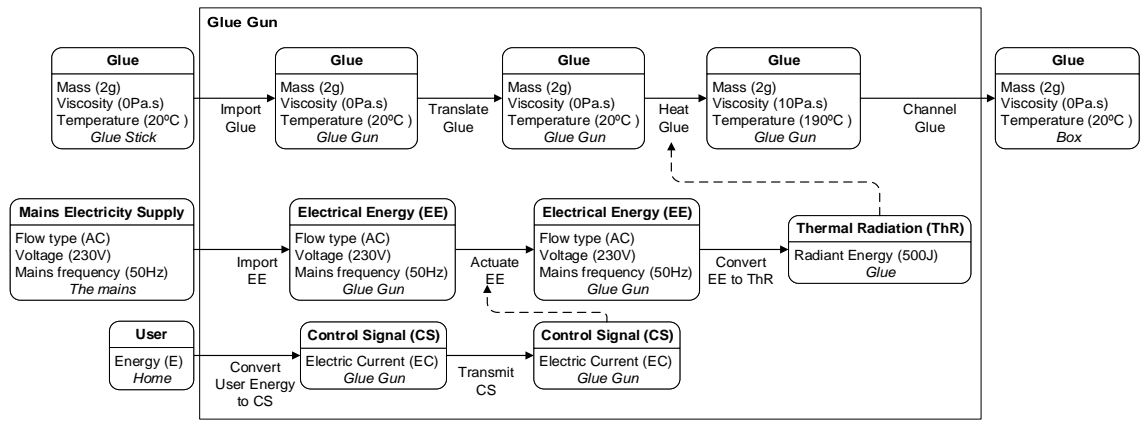 Glue Gun
Glue
Mass (2g)
Viscosity (0Pa.s)
Temperature (20ºC )
Glue Stick
Import
Glue
Glue
Mass (2g)
Viscosity (0Pa.s)
Temperature (20ºC )
Glue Gun
Translate
Glue
Glue
Mass (2g)
Viscosity (0Pa.s)
Temperature (20ºC )
Glue Gun
Heat
Glue
Glue
Mass (2g)
Viscosity (10Pa.s)
Temperature (190ºC )
Glue Gun
Channel
Glue
Glue
Mass (2g)
Viscosity (0Pa.s)
Temperature (20ºC )
Box
Mains Electricity Supply
Flow type (AC)
Voltage (230V)
Mains frequency (50Hz)
The mains
Import
EE
Electrical Energy (EE)
Flow type (AC)
Voltage (230V)
Mains frequency (50Hz)
Glue Gun
Actuate
EE
Electrical Energy (EE)
Flow type (AC)
Voltage (230V)
Mains frequency (50Hz)
Glue Gun
Convert
EE to ThR
Thermal Radiation (ThR)
Radiant Energy (500J)
Glue
User
Energy (E)
Home
Convert
User Energy
to CS
Control Signal (CS)
Electric Current (EC)
Glue Gun
Transmit
CS
Control Signal (CS)
Electric Current (EC)
Glue Gun